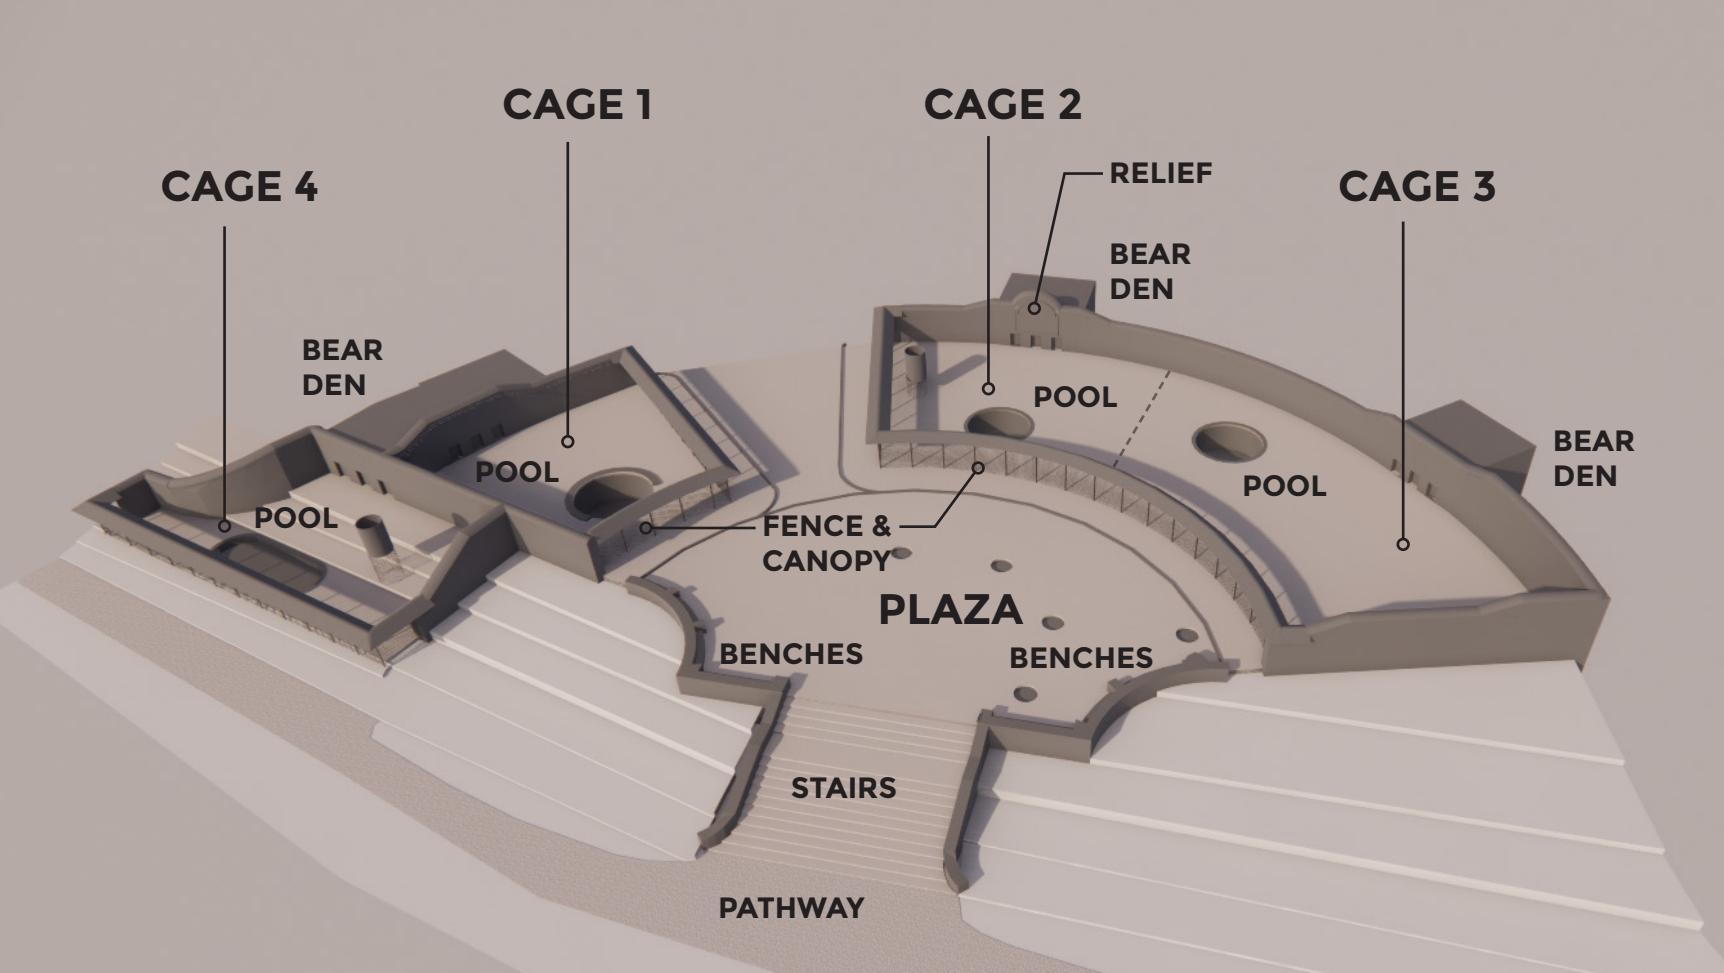 CAGE 1
CAGE 2
CAGE 4
CAGE 3
RELIEF
BEAR
DEN
BEAR
DEN
BEAR
DEN
POOL
POOL
POOL
POOL
FENCE &
CANOPY
PLAZA
BENCHES
BENCHES
STAIRS
PATHWAY